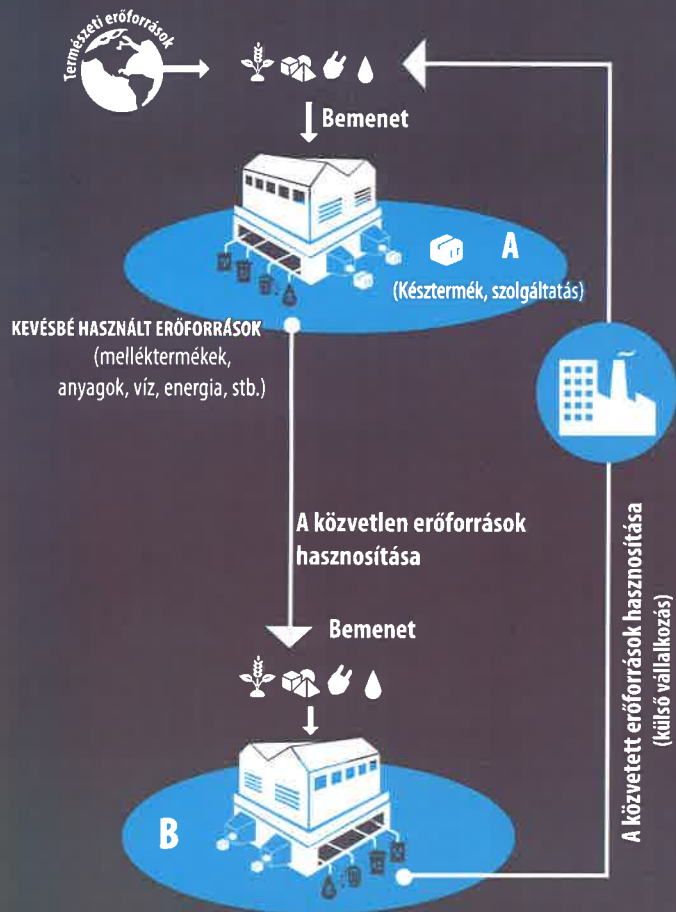 Természeti erőforrások
Bemenet
A
(Késztermék, szolgáltatás)
KEVÉSBÉ HASZNÁLT ERŐFORRÁSOK
(melléktermékek,
anyagok, víz, energia, stb.)
A közvetlen erőforrások
hasznosítása
Bemenet
B
A közvetett erőforrások hasznosítása
(külső vállalkozás)